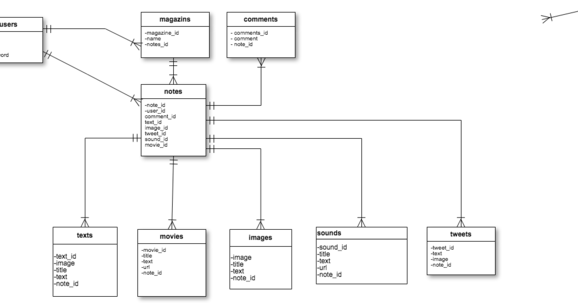 users
ord
magazins
-magazine_id
-name
-notes_id
comments
- comments_id
- comment
- note_id
notes
-note_id
-user_id
comment_id
text_id
image_id
tweet_id
sound_id
movie_id
texts
-text_id
-image
-title
-text
-note_id
movies
-movie_id
-title
-text
-url
-note_id
images
-image
-title
-text
-note_id
sounds
-sound_id
-title
-text
-url
-note_id
tweets
-tweet_id
-text
-image
-note_id